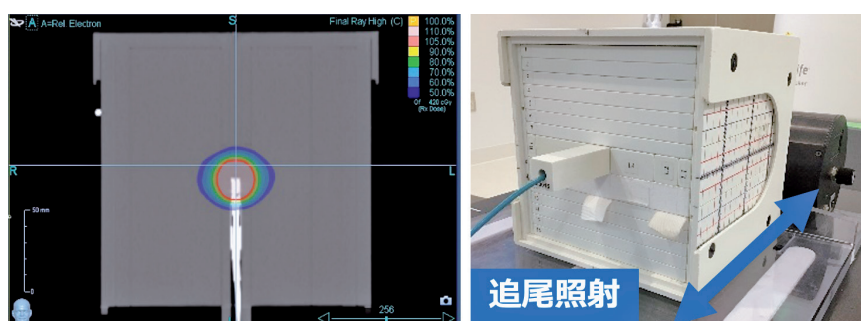 A
A=Rel. Electron
S
Final Ray High (C)
100.0%
110.0%
105.0%
90.0%
80.0%
70.0%
60.0%
50.0%
Of 420 cGy
(Rx Dose)
R
L
50 mm
0
256
追尾照射